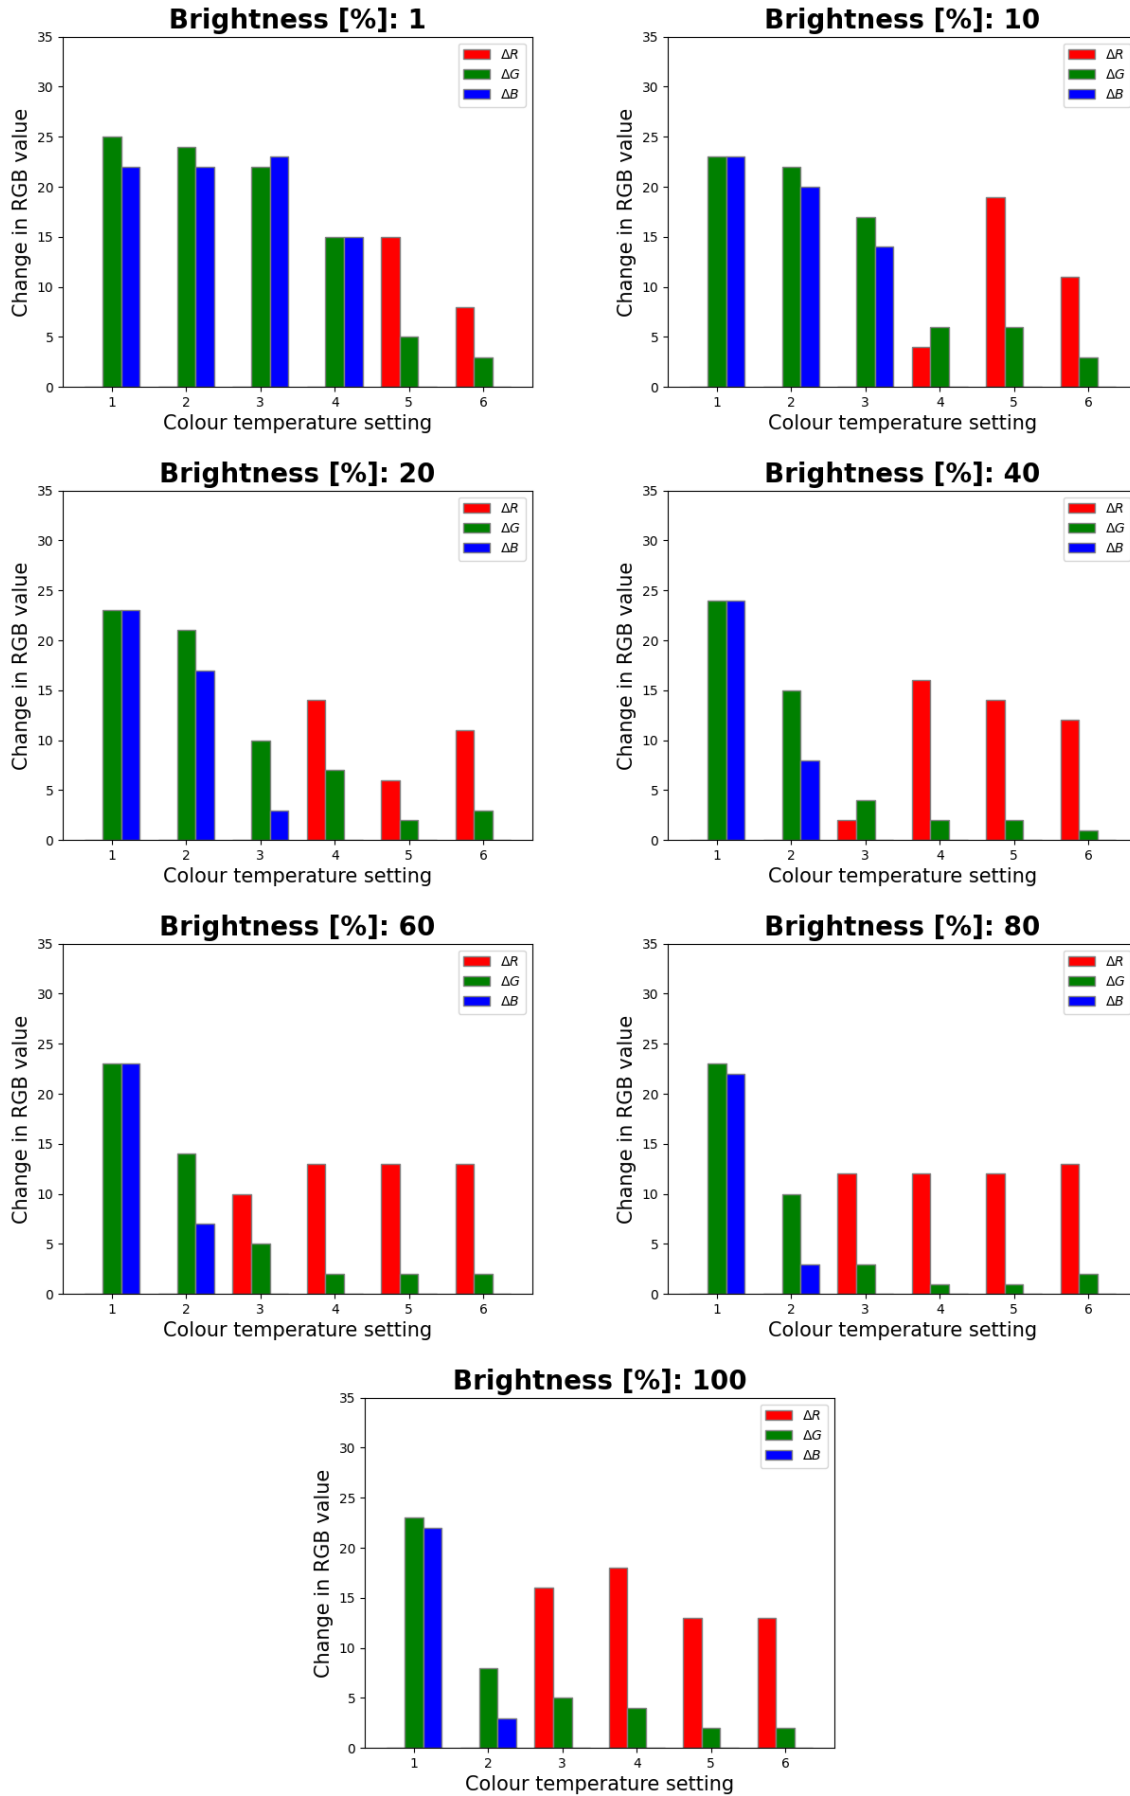 Brightness [%]: 1
35
30
25
20
15
10
5
0
Change in RGB value
ΔR
ΔG
ΔB
1 2 3 4 5 6
Colour temperature setting
Brightness [%]: 10
35
30
25
20
15
10
5
0
Change in RGB value
ΔR
ΔG
ΔB
1 2 3 4 5 6
Colour temperature setting
Brightness [%]: 20
35
30
25
20
15
10
5
0
Change in RGB value
ΔR
ΔG
ΔB
1 2 3 4 5 6
Colour temperature setting
Brightness [%]: 40
35
30
25
20
15
10
5
0
Change in RGB value
ΔR
ΔG
ΔB
1 2 3 4 5 6
Colour temperature setting
Brightness [%]: 60
35
30
25
20
15
10
5
0
Change in RGB value
ΔR
ΔG
ΔB
1 2 3 4 5 6
Colour temperature setting
Brightness [%]: 80
35
30
25
20
15
10
5
0
Change in RGB value
ΔR
ΔG
ΔB
1 2 3 4 5 6
Colour temperature setting
Brightness [%]: 100
35
30
25
20
15
10
5
0
Change in RGB value
ΔR
ΔG
ΔB
1 2 3 4 5 6
Colour temperature setting